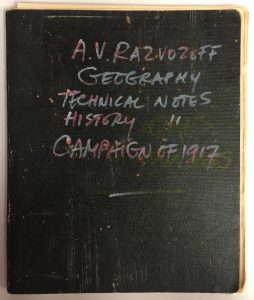 A.V. RAZVOZOFF
GEOGRAPHY
TECHNICAL NOTES
HISTORY "
CAMPAIGN OF 1917